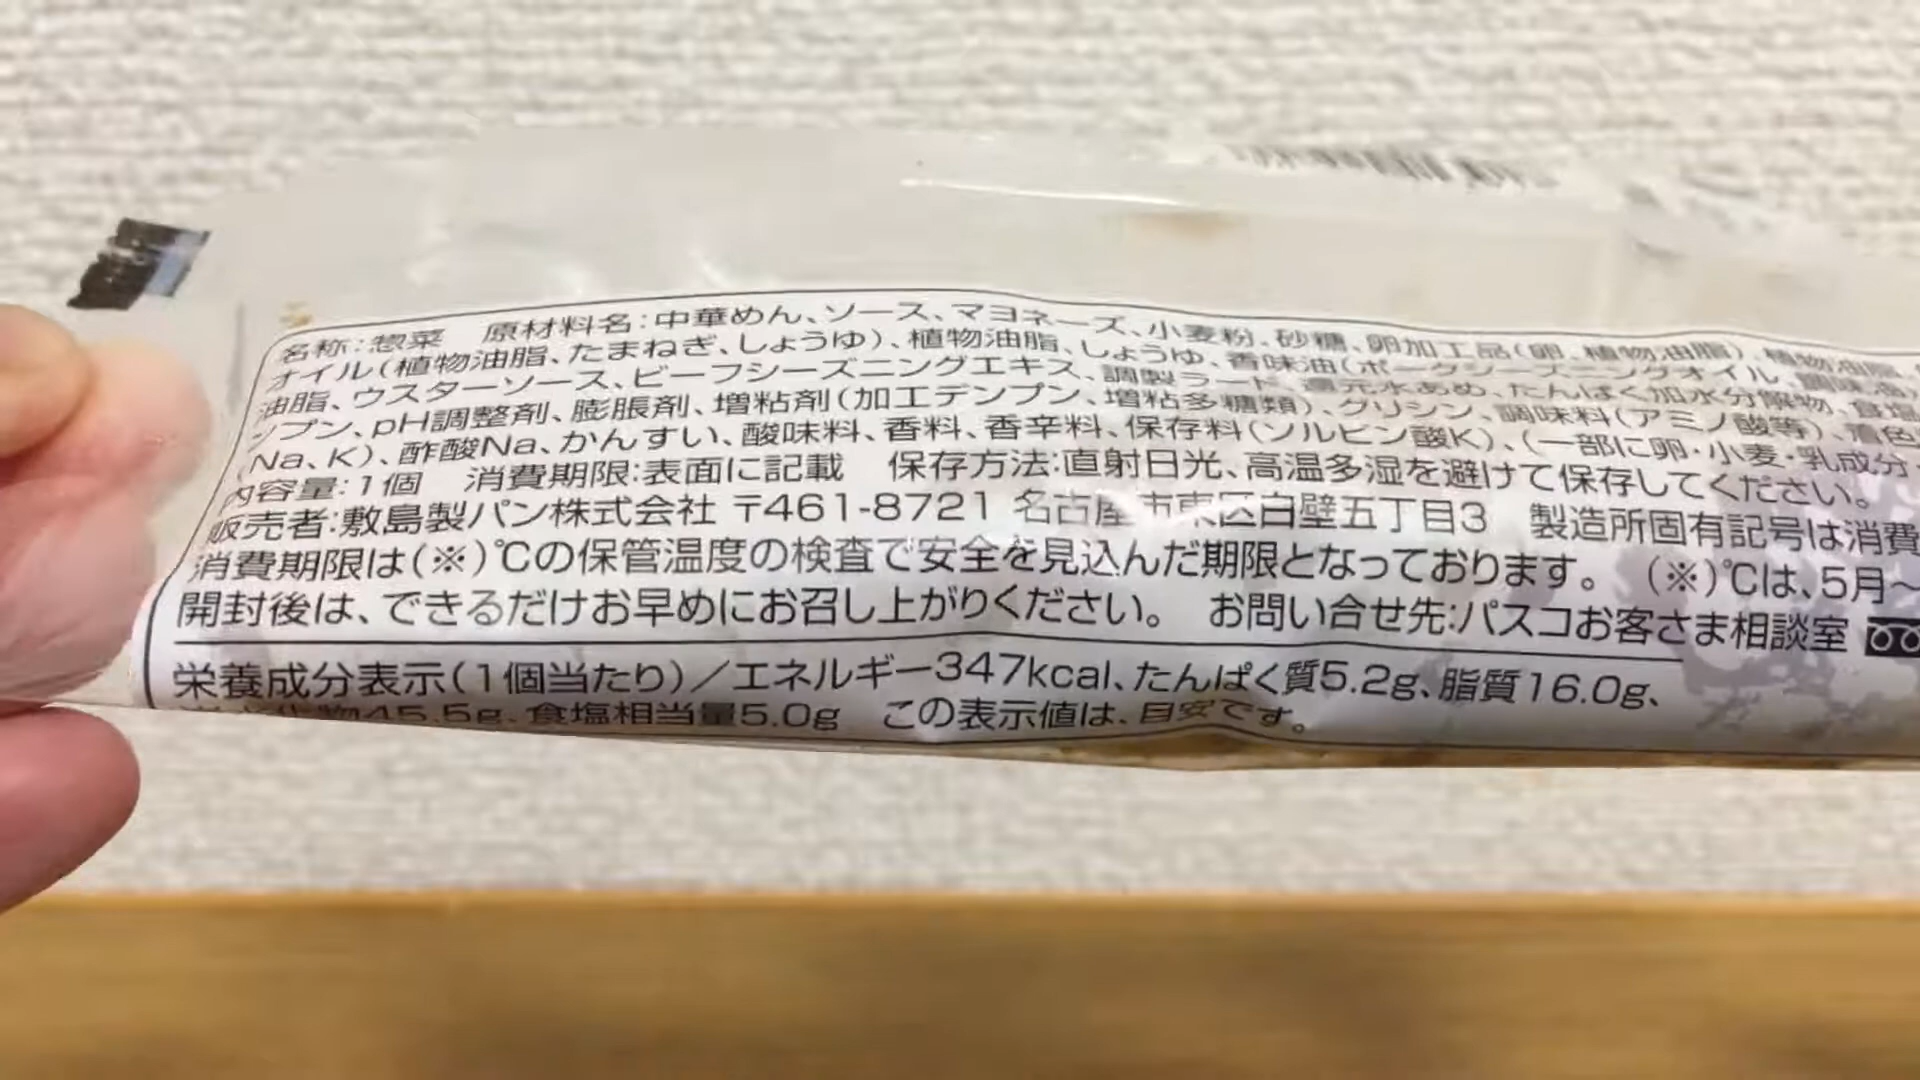 名称:惣菜 原材料名:中華めん、ソース、マヨネーズ、小麦粉、砂糖、卵加工品(卵、植物油脂)、植物油脂、
オイル(植物油脂、たまねぎ、しょうゆ)、植物油脂、しょうゆ、香味油(ポークシーズニングオイル、調味油)
油脂、ウスターソース、ビーフシーズニングエキス、調製ラード、還元水あめ、たんぱく加水分解物、食塩
ンプン、pH調整剤、膨脹剤、増粘剤(加工デンプン、増粘多糖類)、グリシン、調味料(アミノ酸等)、着色
(Na、K)、酢酸Na、かんすい、酸味料、香料、香辛料、保存料(ソルビン酸K)、(一部に卵・小麦・乳成分・
内容量:1個 消費期限:表面に記載 保存方法:直射日光、高温多湿を避けて保存してください。
販売者:敷島製パン株式会社 〒461-8721 名古屋市東区白壁五丁目3 製造所固有記号は消費
消費期限は(※)℃の保管温度の検査で安全を見込んだ期限となっております。 (※)℃は、5月~
開封後は、できるだけお早めにお召し上がりください。 お問い合せ先:パスコお客さま相談室
栄養成分表示(1個当たり)/エネルギー347kcal、たんぱく質5.2g、脂質16.0g、
化物45.5g、食塩相当量5.0g この表示値は、目安です。